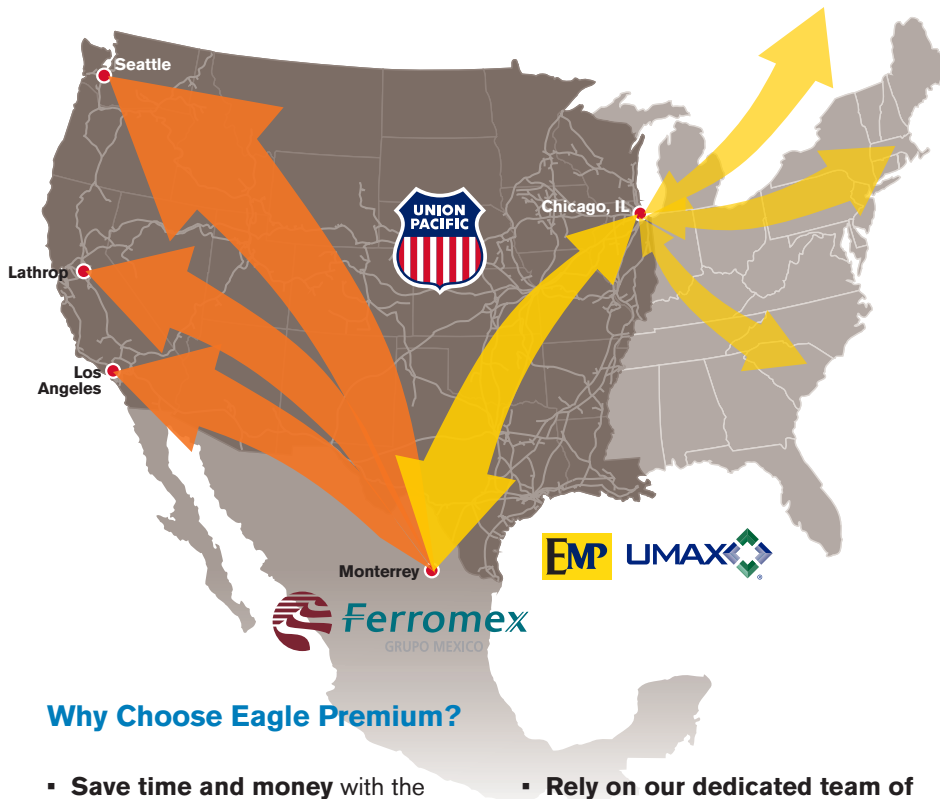 Seattle
UNION
PACIFIC
Chicago, IL
Lathrop
Los
Angeles
EMP UMAX
®
Monterrey
Ferromex
GRUPO MEXICO
Why Choose Eagle Premium?
▪ Save time and money with the
▪ Rely on our dedicated team of